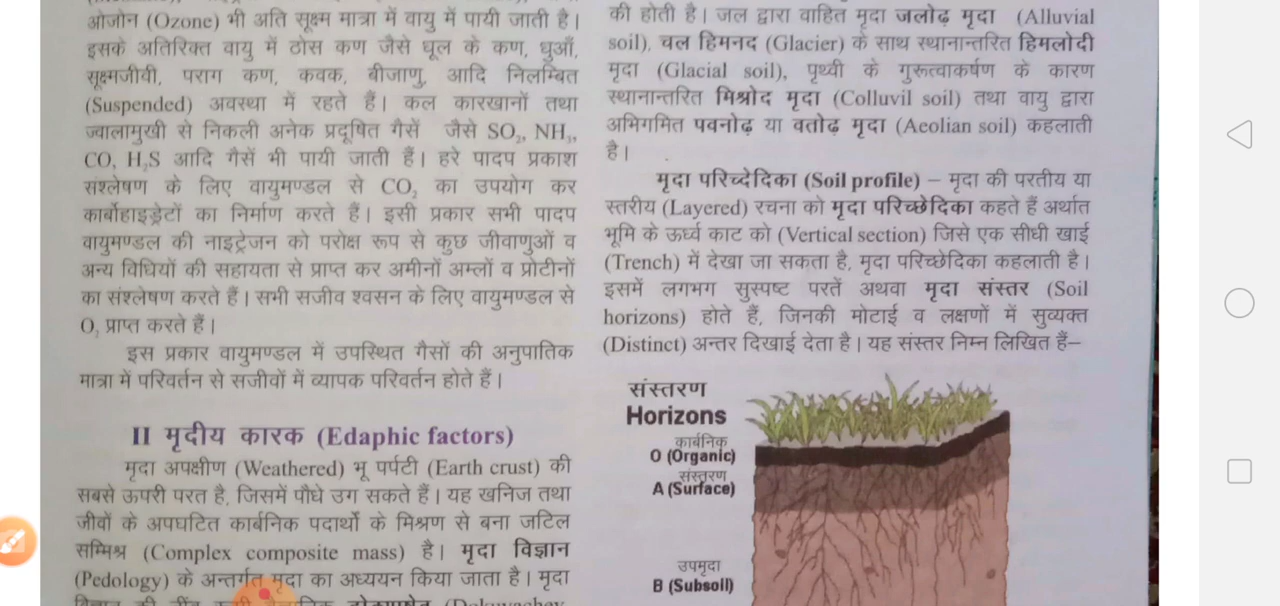 ओजोन (Ozone) भी अति सूक्ष्म मात्रा में वायु में पायी जाती है।
इसके अतिरिक्त वायु में ठोस कण जैसे धूल के कण, धुआँ,
सूक्ष्मजीवी, पराग कण, कवक, बीजाणु, आदि निलम्बित
(Suspended) अवस्था में रहते हैं। कल कारखानों तथा
ज्वालामुखी से निकली अनेक प्रदूषित गैसें जैसे SO₂, NH₃,
CO, H₂S आदि गैसें भी पायी जाती हैं। हरे पादप प्रकाश
संश्लेषण के लिए वायुमण्डल से CO₂ का उपयोग कर
कार्बोहाइड्रेटों का निर्माण करते हैं। इसी प्रकार सभी पादप
वायुमण्डल की नाइट्रेजन को परोक्ष रूप से कुछ जीवाणुओं व
अन्य विधियों की सहायता से प्राप्त कर अमीनों अम्लों व प्रोटीनों
का संश्लेषण करते हैं। सभी सजीव श्वसन के लिए वायुमण्डल से
O₂ प्राप्त करते हैं।
इस प्रकार वायुमण्डल में उपस्थित गैसों की अनुपातिक
मात्रा में परिवर्तन से सजीवों में व्यापक परिवर्तन होते हैं।
II मृदीय कारक (Edaphic factors)
मृदा अपक्षीण (Weathered) भू पर्पटी (Earth crust) की
सबसे ऊपरी परत है, जिसमें पौधे उग सकते हैं। यह खनिज तथा
जीवों के अपघटित कार्बनिक पदार्थो के मिश्रण से बना जटिल
सम्मिश्र (Complex composite mass) है। मृदा विज्ञान
(Pedology) के अन्तर्गत मृदा का अध्ययन किया जाता है। मृदा
की होती है। जल द्वारा वाहित मृदा जलोढ़ मृदा (Alluvial
soil), चल हिमनद (Glacier) के साथ स्थानान्तरित हिमलोदी
मृदा (Glacial soil), पृथ्वी के गुरुत्वाकर्षण के कारण
स्थानान्तरित मिश्रोद मृदा (Colluvil soil) तथा वायु द्वारा
अभिगमित पवनोढ़ या वतोढ़ मृदा (Aeolian soil) कहलाती
है।
मृदा परिच्देदिका (Soil profile) – मृदा की परतीय या
स्तरीय (Layered) रचना को मृदा परिच्छेदिका कहते हैं अर्थात
भूमि के ऊर्ध्व काट को (Vertical section) जिसे एक सीधी खाई
(Trench) में देखा जा सकता है, मृदा परिच्छेदिका कहलाती है।
इसमें लगभग सुस्पष्ट परतें अथवा मृदा संस्तर (Soil
horizons) होते हैं, जिनकी मोटाई व लक्षणों में सुव्यक्त
(Distinct) अन्तर दिखाई देता है। यह संस्तर निम्न लिखित हैं–
संस्तरण
Horizons
कार्बनिक
O (Organic)
संस्तरण
A (Surface)
उपमृदा
B (Subsoil)